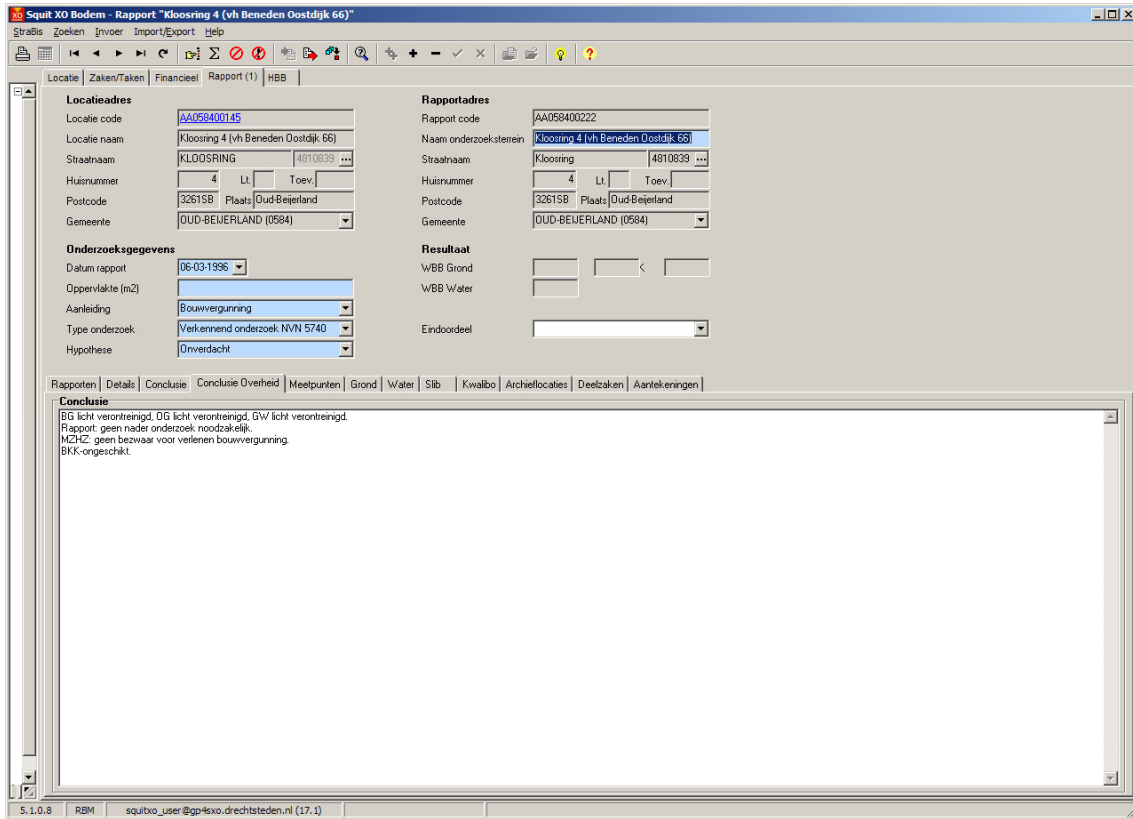 Squit XO Bodem - Rapport "Kloosring 4 (vh Beneden Oostdijk 66)"
StraBis Zoeken Invoer Import/Export Help
Locatie Zaken/Taken Financieel Rapport (1) HBB
Locatieadres
Locatie code AA058400145
Locatie naam Kloosring 4 (vh Beneden Oostdijk 66)
Straatnaam KLOOSRING 4810839 ...
Huisnummer 4 Lt. Toev.
Postcode 3261SB Plaats Oud-Beijerland
Gemeente OUD-BEIJERLAND (0584)
Rapportadres
Rapport code AA058400222
Naam onderzoeksterrein Kloosring 4 (vh Beneden Oostdijk 66)
Straatnaam Kloosring 4810839 ...
Huisnummer 4 Lt. Toev.
Postcode 3261SB Plaats Oud-Beijerland
Gemeente OUD-BEIJERLAND (0584)
Onderzoeksgegevens
Datum rapport 06-03-1996
Oppervlakte (m2)
Aanleiding Bouwvergunning
Type onderzoek Verkennend onderzoek NVN 5740
Hypothese Onverdacht
Resultaat
WBB Grond <
WBB Water
Eindoordeel
Rapporten Details Conclusie Conclusie Overheid Meetpunten Grond Water Slib Kwalibo Archieflocaties Deelzaken Aantekeningen
Conclusie
BG licht verontreinigd, OG licht verontreinigd, GW licht verontreinigd.
Rapport: geen nader onderzoek noodzakelijk.
MZHZ: geen bezwaar voor verlenen bouwvergunning.
BKK-ongeschikt.
5.1.0.8 RBM squitxo_user@gp4sxo.drechtsteden.nl (17.1)